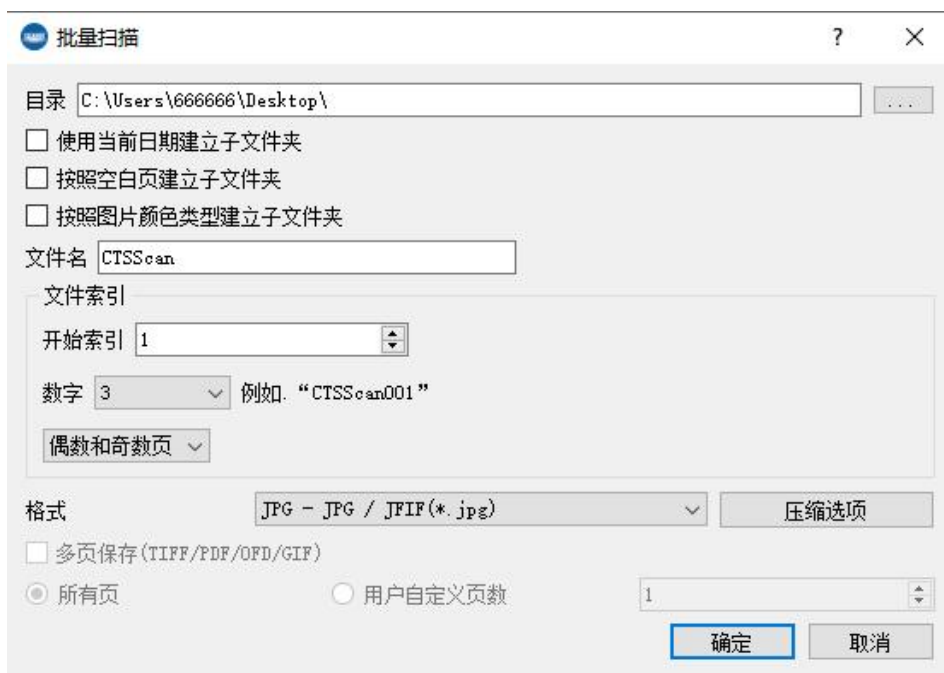 批量扫描 ? ×
目录 C:\Users\666666\Desktop\ ...
使用当前日期建立子文件夹
按照空白页建立子文件夹
按照图片颜色类型建立子文件夹
文件名 CTSScan
文件索引
开始索引 1
数字 3 例如. “CTSScan001”
偶数和奇数页
格式 JPG - JPG / JFIF(*.jpg) 压缩选项
多页保存(TIFF/PDF/OFD/GIF)
所有页 用户自定义页数 1
确定 取消